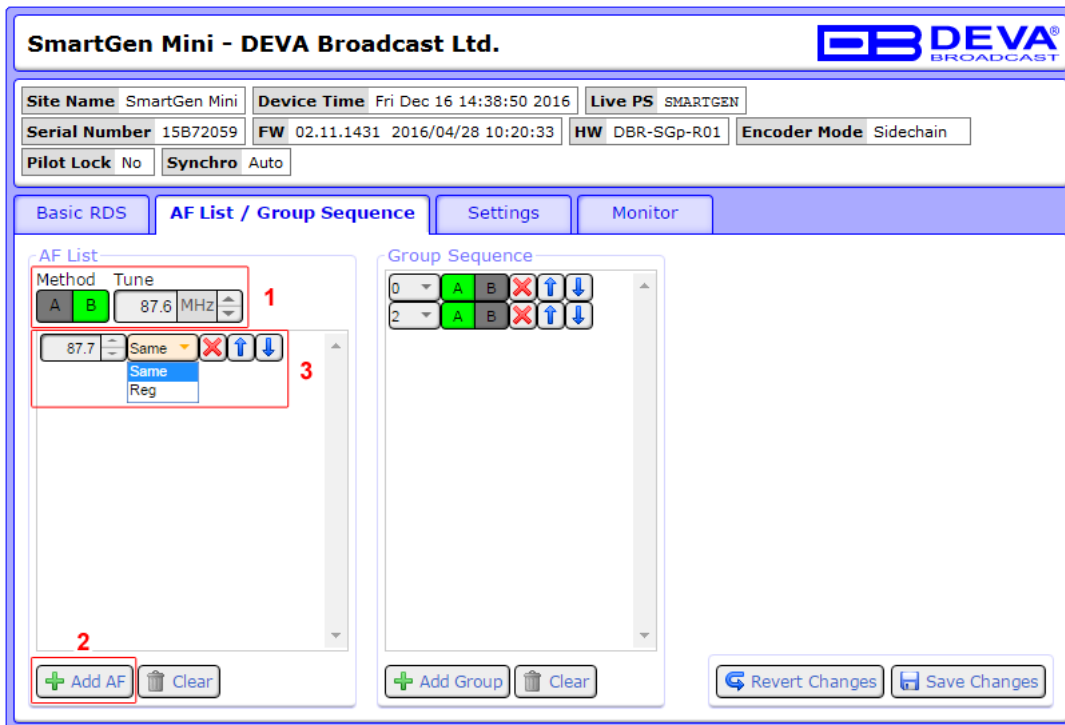 SmartGen Mini - DEVA Broadcast Ltd.
DEVA®
BROADCAST
Site Name SmartGen Mini Device Time Fri Dec 16 14:38:50 2016 Live PS SMARTGEN
Serial Number 15B72059 FW 02.11.1431 2016/04/28 10:20:33 HW DBR-SGp-R01 Encoder Mode Sidechain
Pilot Lock No Synchro Auto
Basic RDS AF List / Group Sequence Settings Monitor
AF List
Method Tune
A B 87.6 MHz 1
87.7 Same
Same
Reg
3
2
Add AF Clear
Group Sequence
0 A B
2 A B
Add Group Clear
Revert Changes Save Changes